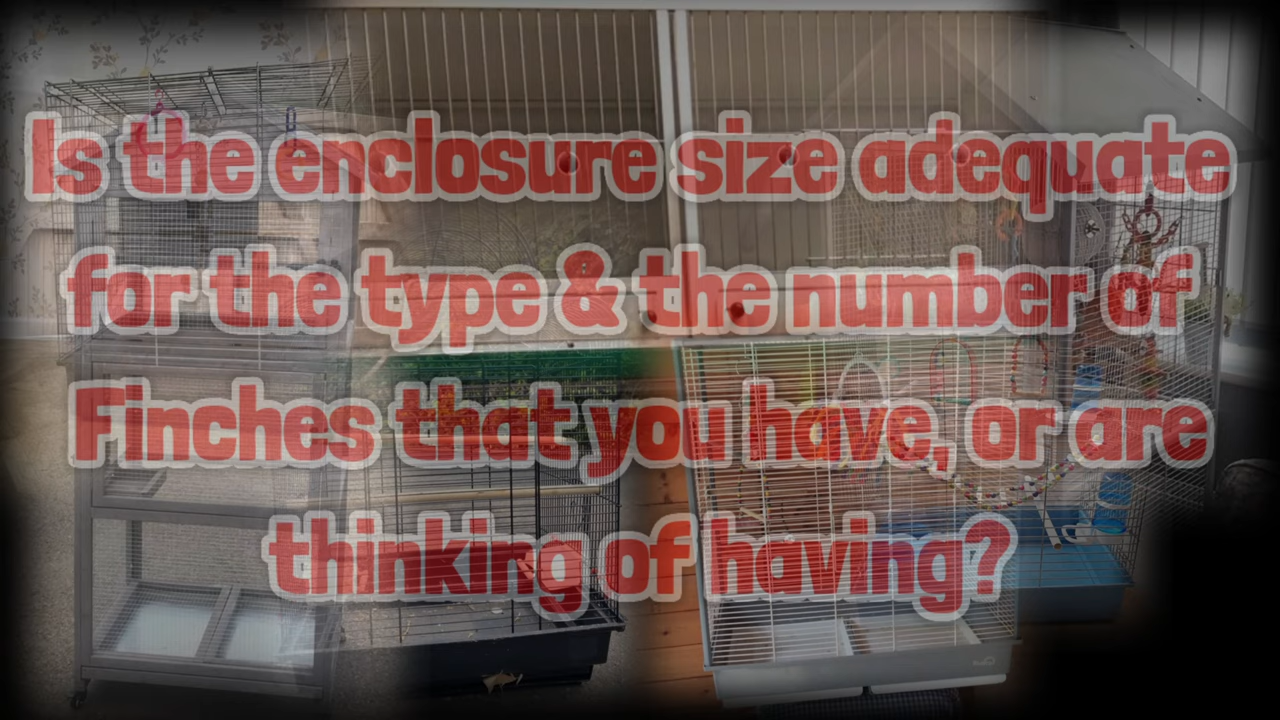 Is the enclosure size adequate
for the type & the number of
Finches that you have, or are
thinking of having?